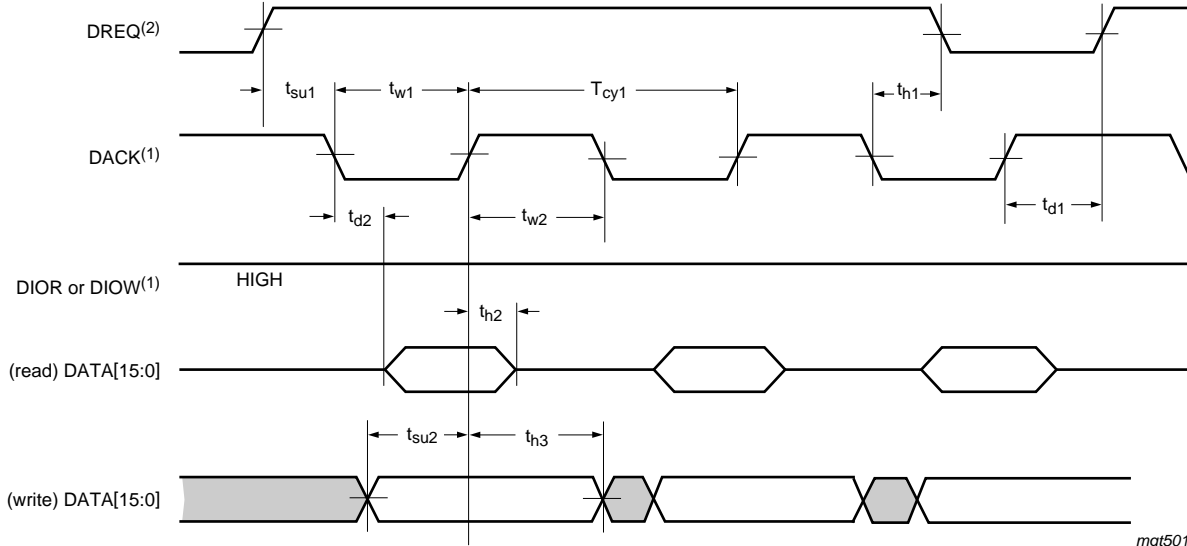 DREQ(2)
tsu1 tw1 Tcy1 th1
DACK(1)
td2 tw2 td1
DIOR or DIOW(1)
HIGH
th2
(read) DATA[15:0]
tsu2 th3
(write) DATA[15:0]
mgt501